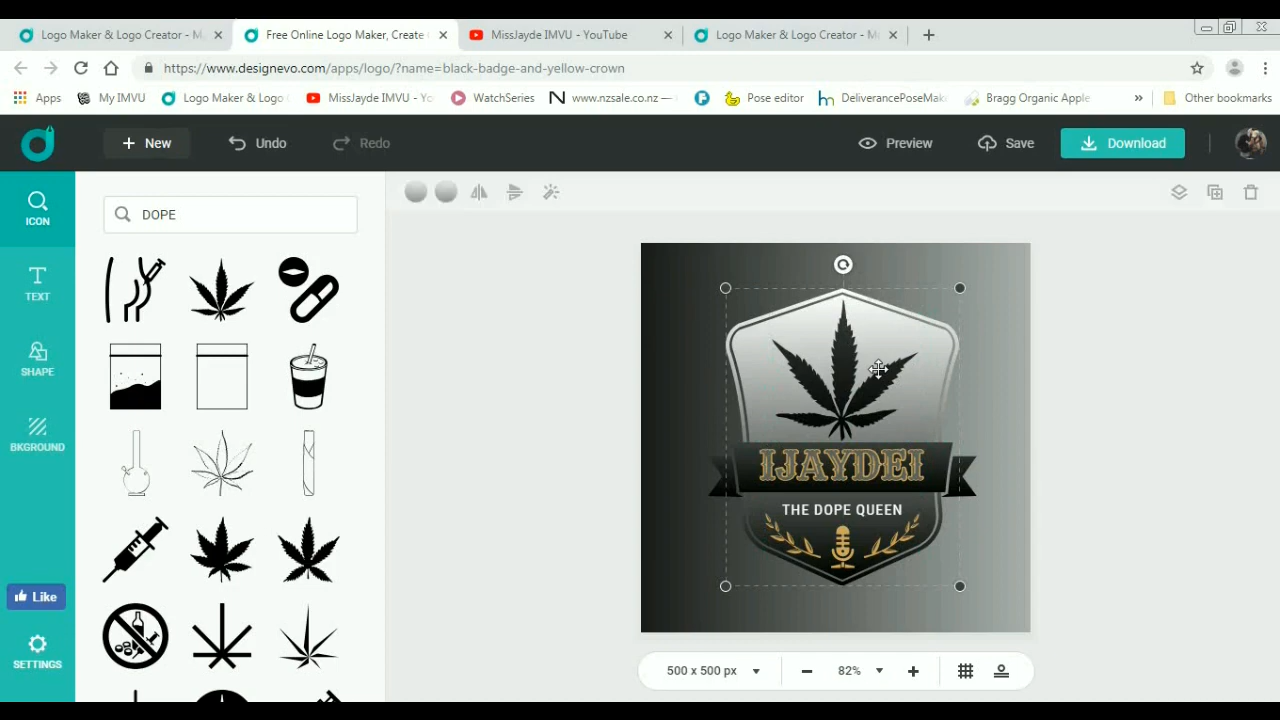 Logo Maker & Logo Creator - M
Free Online Logo Maker, Create
MissJayde IMVU - YouTube
Logo Maker & Logo Creator - M
https://www.designevo.com/apps/logo/?name=black-badge-and-yellow-crown
Apps
My IMVU
Logo Maker & Logo
MissJayde IMVU - Yo
WatchSeries
www.nzsale.co.nz —
Pose editor
DeliverancePoseMak
Bragg Organic Apple
»
Other bookmarks
New
Undo
Redo
Preview
Save
Download
ICON
TEXT
SHAPE
BKGROUND
Like
SETTINGS
DOPE
IJAYDEI
THE DOPE QUEEN
500 x 500 px
82%